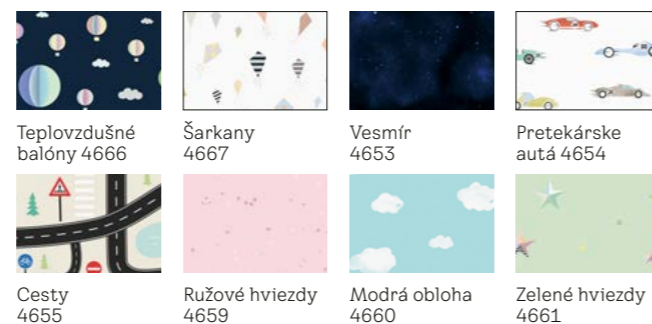 Teplovzdušné
balóny 4666
Šarkany
4667
Vesmír
4653
Pretekárske
autá 4654
Cesty
4655
Ružové hviezdy
4659
Modrá obloha
4660
Zelené hviezdy
4661